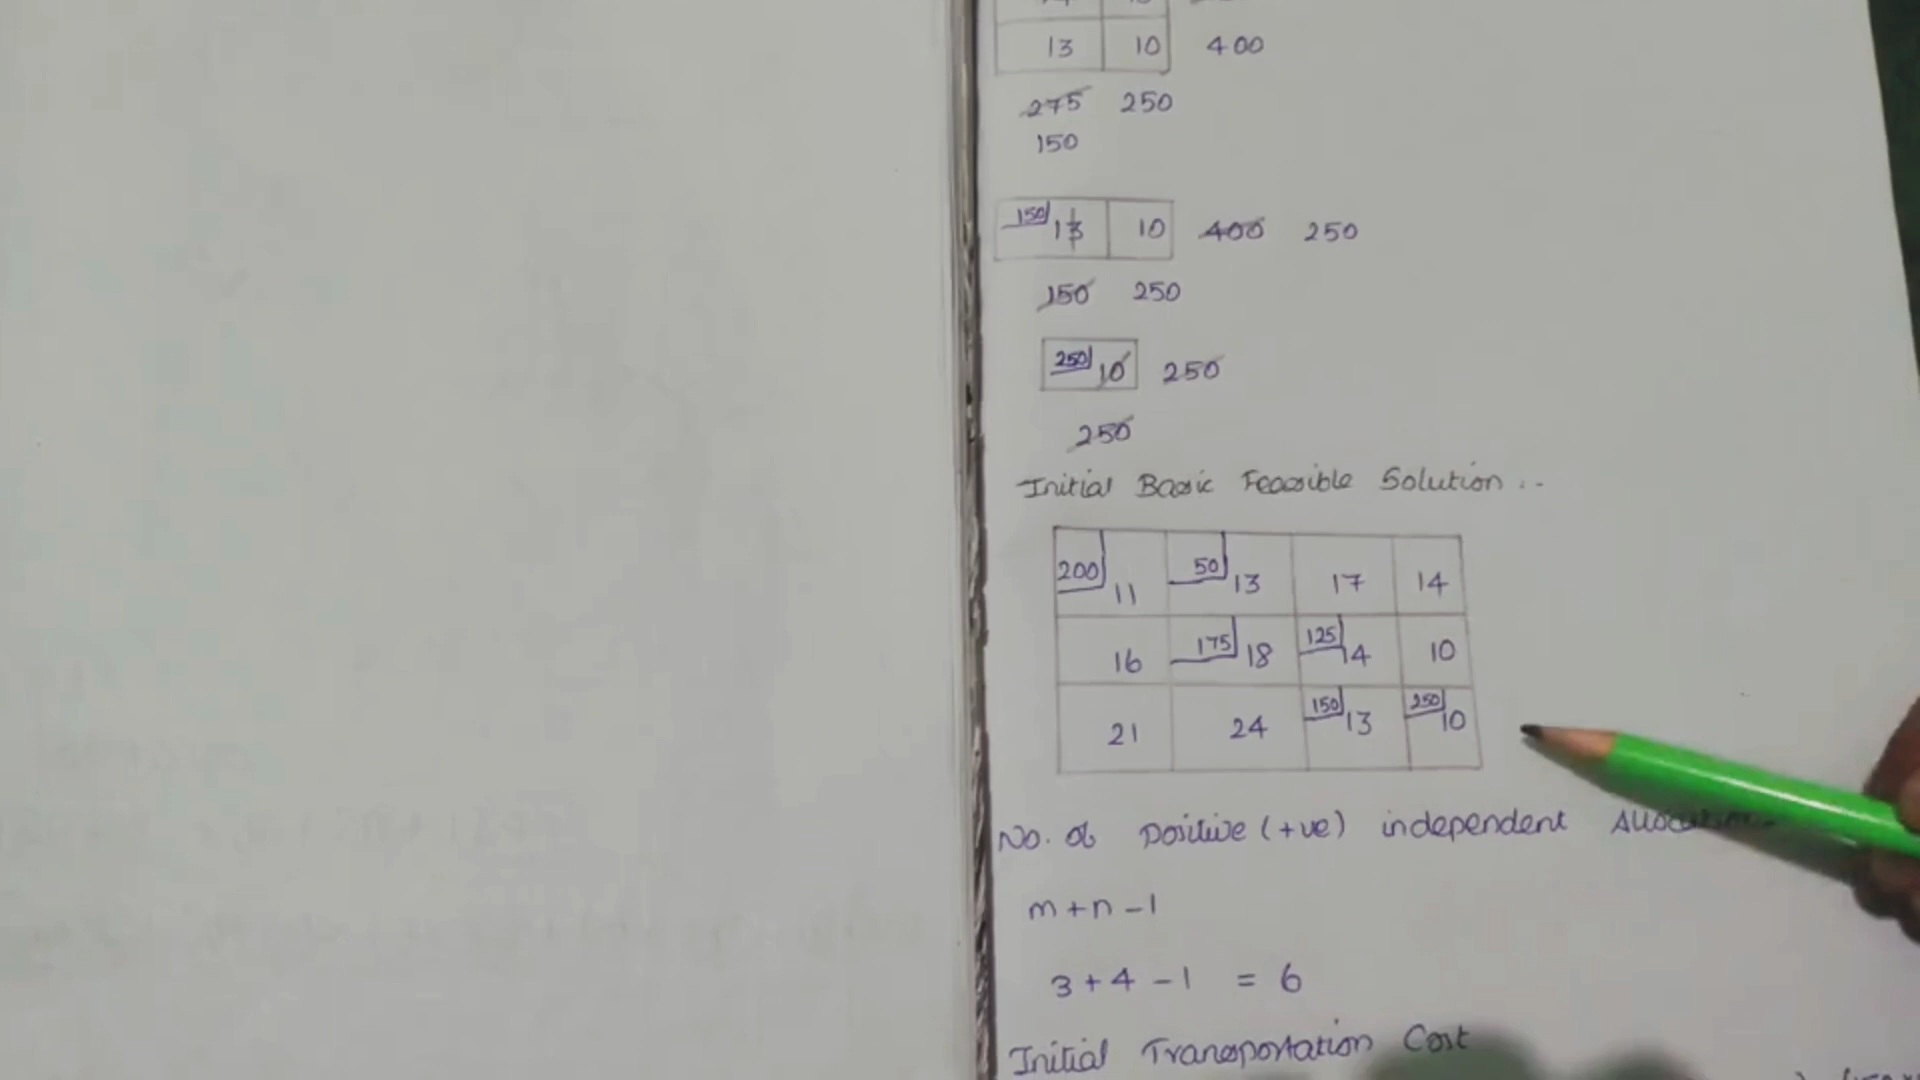 13 10 400
275 250
150
150 13 10 400 250
150 250
250 10 250
250
Initial Basic Feasible Solution ..
200 11 50 13 17 14
16 175 18 125 14 10
21 24 150 13 250 10
No. of positive (+ve) independent Allocation
m+n-1
3+4-1 = 6
Initial Transportation Cost